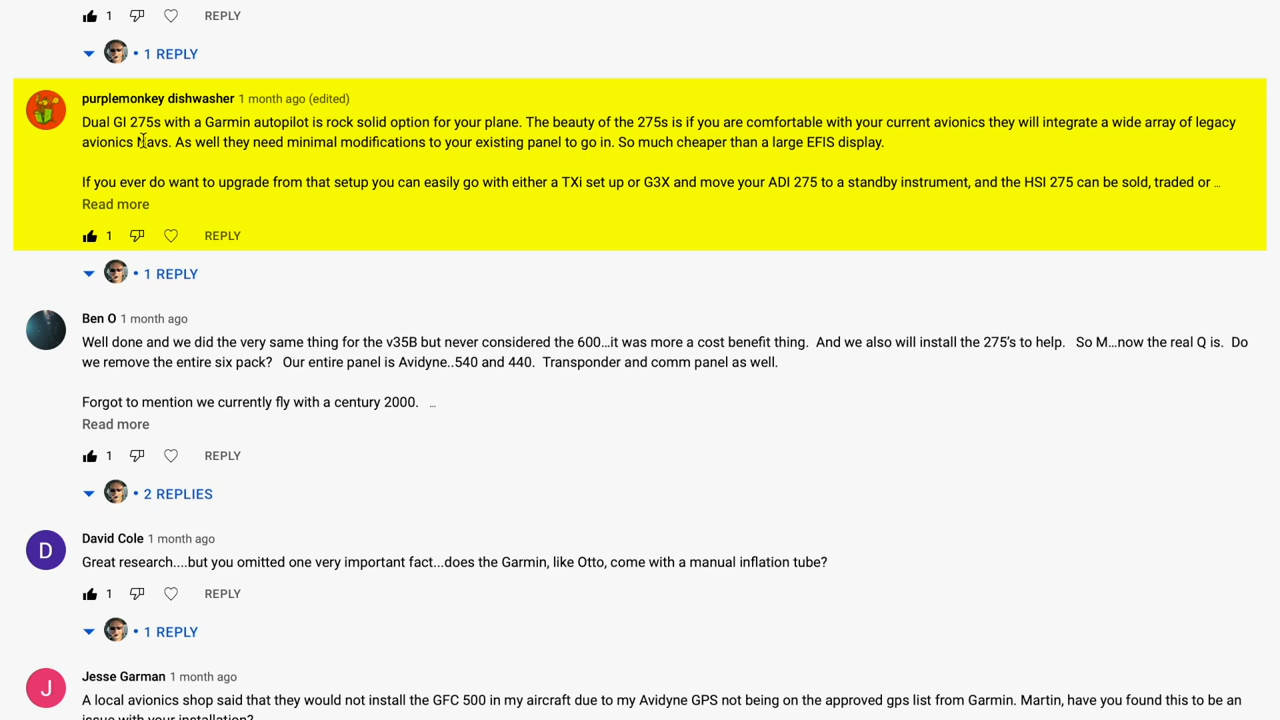 1 REPLY
• 1 REPLY
purplemonkey dishwasher 1 month ago (edited)
Dual GI 275s with a Garmin autopilot is rock solid option for your plane. The beauty of the 275s is if you are comfortable with your current avionics they will integrate a wide array of legacy
avionics Navs. As well they need minimal modifications to your existing panel to go in. So much cheaper than a large EFIS display.
If you ever do want to upgrade from that setup you can easily go with either a TXi set up or G3X and move your ADI 275 to a standby instrument, and the HSI 275 can be sold, traded or ...
Read more
1 REPLY
• 1 REPLY
Ben O 1 month ago
Well done and we did the very same thing for the v35B but never considered the 600…it was more a cost benefit thing. And we also will install the 275's to help. So M…now the real Q is. Do
we remove the entire six pack? Our entire panel is Avidyne..540 and 440. Transponder and comm panel as well.
Forgot to mention we currently fly with a century 2000. ...
Read more
1 REPLY
• 2 REPLIES
D
David Cole 1 month ago
Great research....but you omitted one very important fact...does the Garmin, like Otto, come with a manual inflation tube?
1 REPLY
• 1 REPLY
J
Jesse Garman 1 month ago
A local avionics shop said that they would not install the GFC 500 in my aircraft due to my Avidyne GPS not being on the approved gps list from Garmin. Martin, have you found this to be an
issue with your installation?